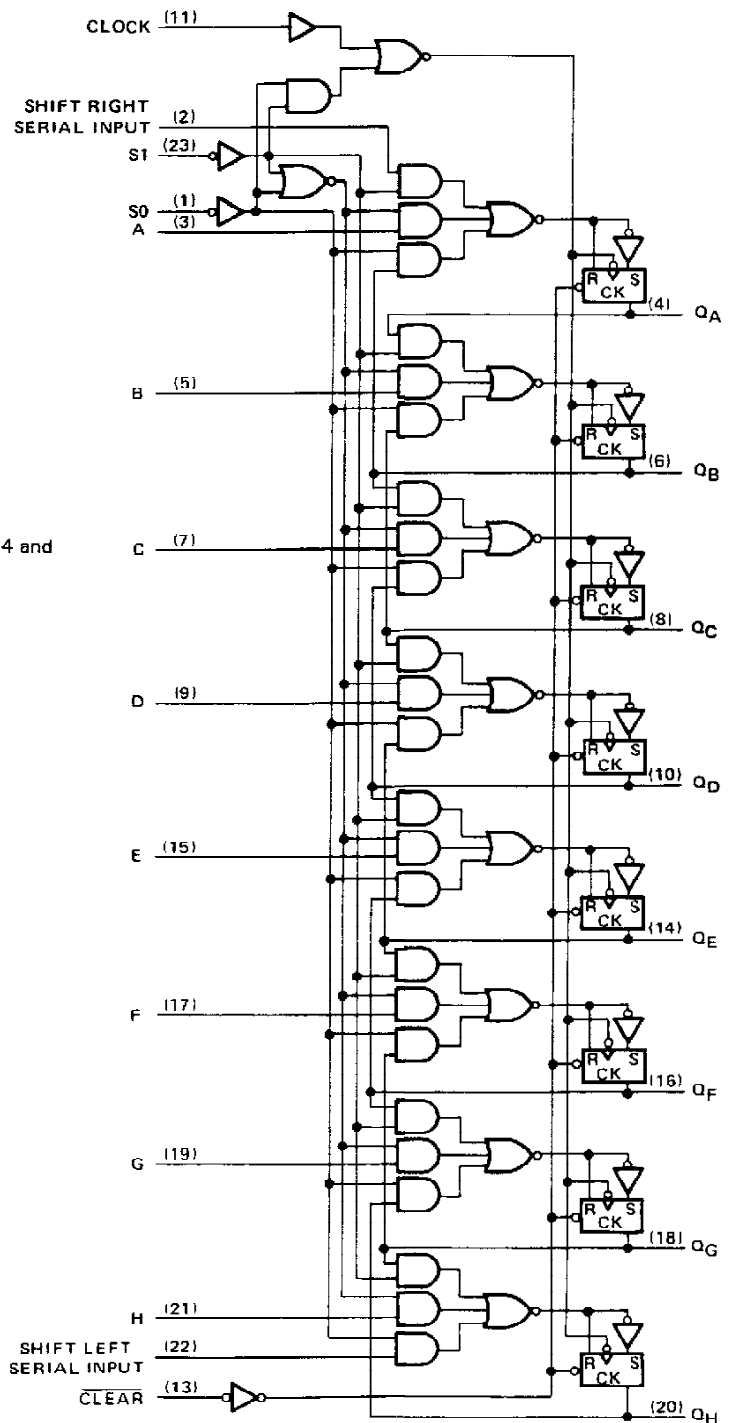 CLOCK (11)
SHIFT RIGHT
SERIAL INPUT (2)
S1 (23)
S0 (1)
A (3)
R S
CK
(4) QA
B (5)
R S
CK
(6) QB
4 and
C (7)
R S
CK
(8) QC
D (9)
R S
CK
(10) QD
E (15)
R S
CK
(14) QE
F (17)
R S
CK
(16) QF
G (19)
R S
CK
(18) QG
H (21)
SHIFT LEFT
SERIAL INPUT (22)
R S
CK
CLEAR (13)
(20) QH